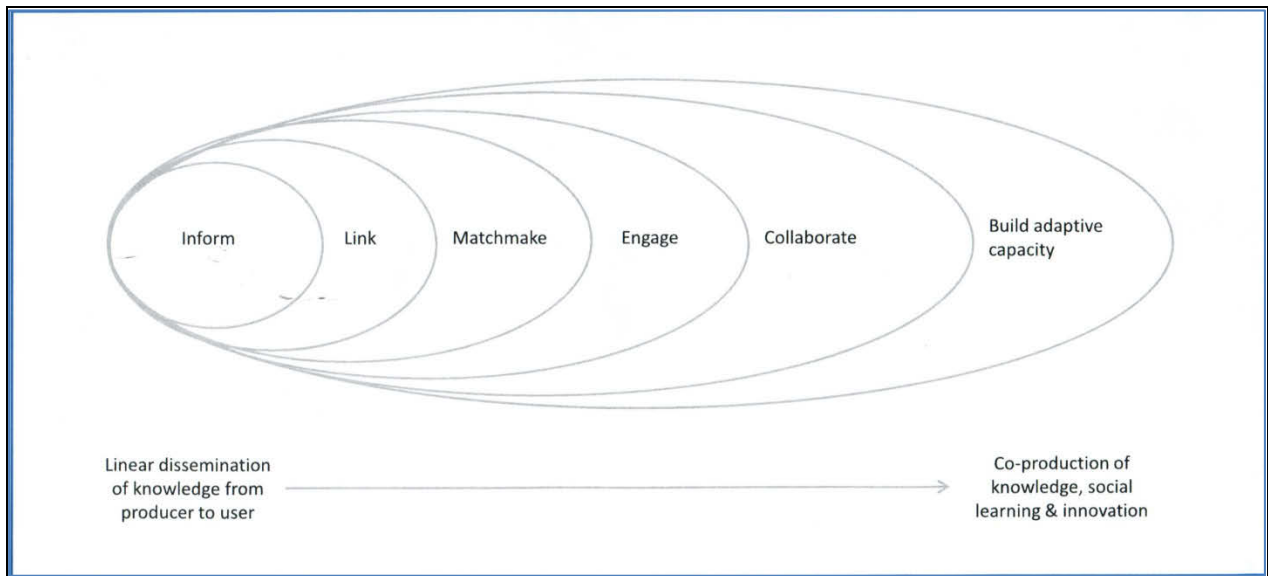 Inform
Link
Matchmake
Engage
Collaborate
Build adaptive
capacity
Linear dissemination
of knowledge from
producer to user
Co-production of
knowledge, social
learning & innovation